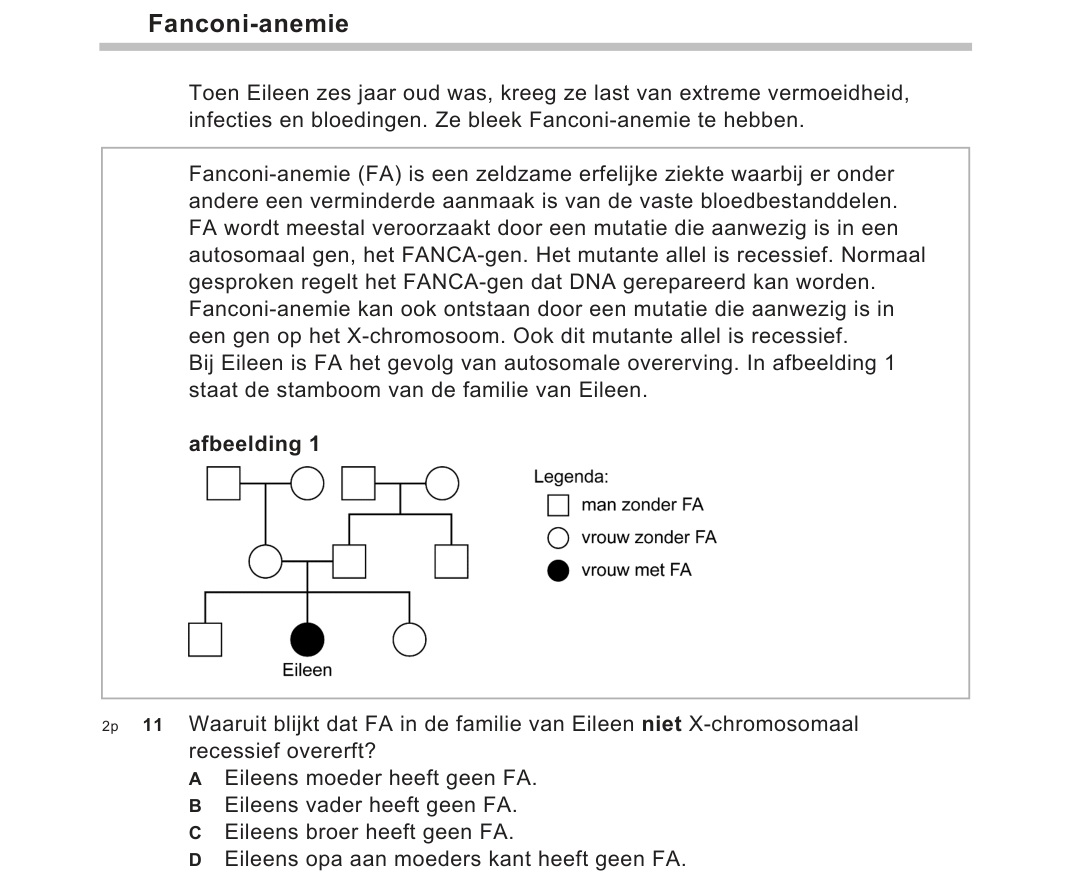 Fanconi-anemie
Toen Eileen zes jaar oud was, kreeg ze last van extreme vermoeidheid,
infecties en bloedingen. Ze bleek Fanconi-anemie te hebben.
Fanconi-anemie (FA) is een zeldzame erfelijke ziekte waarbij er onder
andere een verminderde aanmaak is van de vaste bloedbestanddelen.
FA wordt meestal veroorzaakt door een mutatie die aanwezig is in een
autosomaal gen, het FANCA-gen. Het mutante allel is recessief. Normaal
gesproken regelt het FANCA-gen dat DNA gerepareerd kan worden.
Fanconi-anemie kan ook ontstaan door een mutatie die aanwezig is in
een gen op het X-chromosoom. Ook dit mutante allel is recessief.
Bij Eileen is FA het gevolg van autosomale overerving. In afbeelding 1
staat de stamboom van de familie van Eileen.
afbeelding 1
Legenda:
man zonder FA
vrouw zonder FA
vrouw met FA
Eileen
2p 11 Waaruit blijkt dat FA in de familie van Eileen niet X-chromosomaal
recessief overerft?
A Eileens moeder heeft geen FA.
B Eileens vader heeft geen FA.
C Eileens broer heeft geen FA.
D Eileens opa aan moeders kant heeft geen FA.